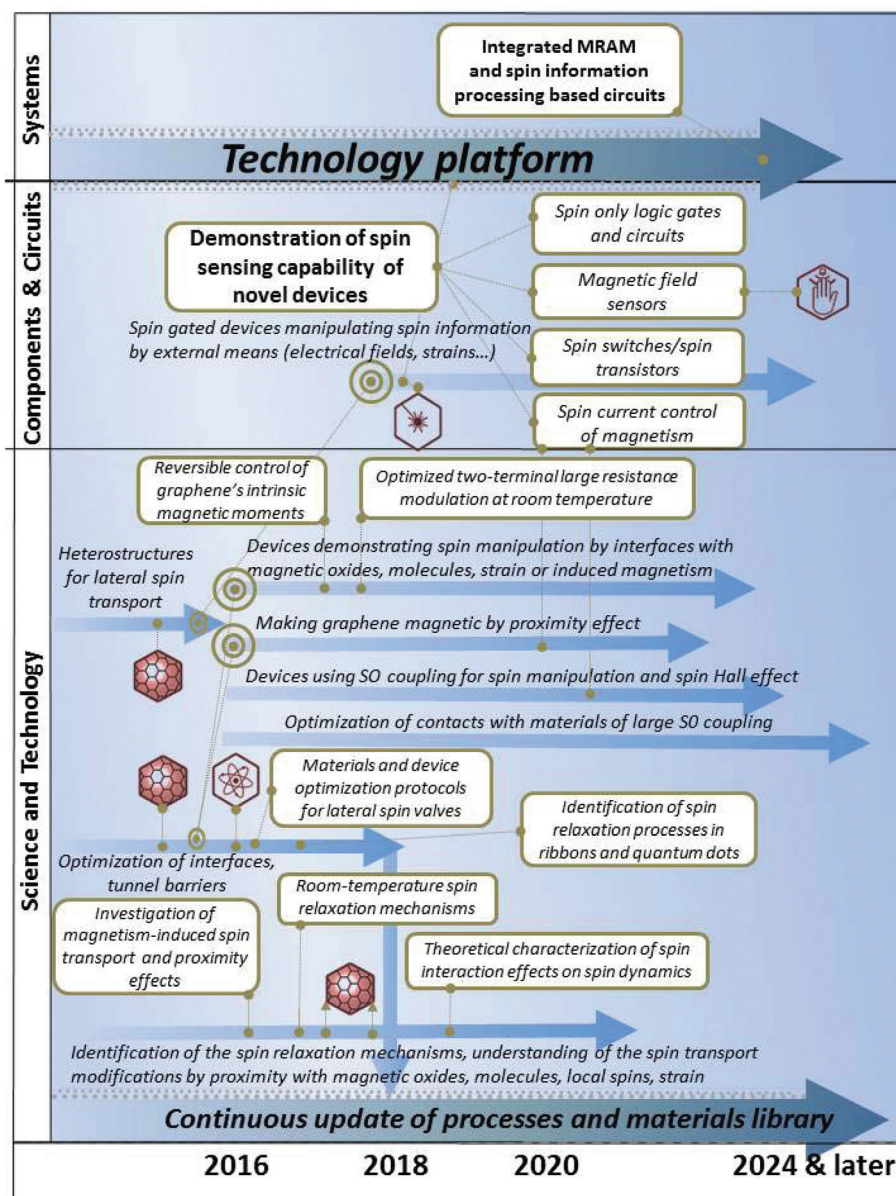 Systems
Integrated MRAM
and spin information
processing based circuits
Technology platform
Components & Circuits
Demonstration of spin
sensing capability of
novel devices
Spin only logic gates
and circuits
Magnetic field
sensors
Spin gated devices manipulating spin information
by external means (electrical fields, strains...)
Spin switches/spin
transistors
Spin current control
of magnetism
Science and Technology
Reversible control of
graphene's intrinsic
magnetic moments
Optimized two-terminal large resistance
modulation at room temperature
Heterostructures
for lateral spin
transport
Devices demonstrating spin manipulation by interfaces with
magnetic oxides, molecules, strain or induced magnetism
Making graphene magnetic by proximity effect
Devices using SO coupling for spin manipulation and spin Hall effect
Optimization of contacts with materials of large S0 coupling
Materials and device
optimization protocols
for lateral spin valves
Identification of spin
relaxation processes in
ribbons and quantum dots
Optimization of interfaces,
tunnel barriers
Room-temperature spin
relaxation mechanisms
Investigation of
magnetism-induced spin
transport and proximity
effects
Theoretical characterization of spin
interaction effects on spin dynamics
Identification of the spin relaxation mechanisms, understanding of the spin transport
modifications by proximity with magnetic oxides, molecules, local spins, strain
Continuous update of processes and materials library
2016 2018 2020 2024 & later